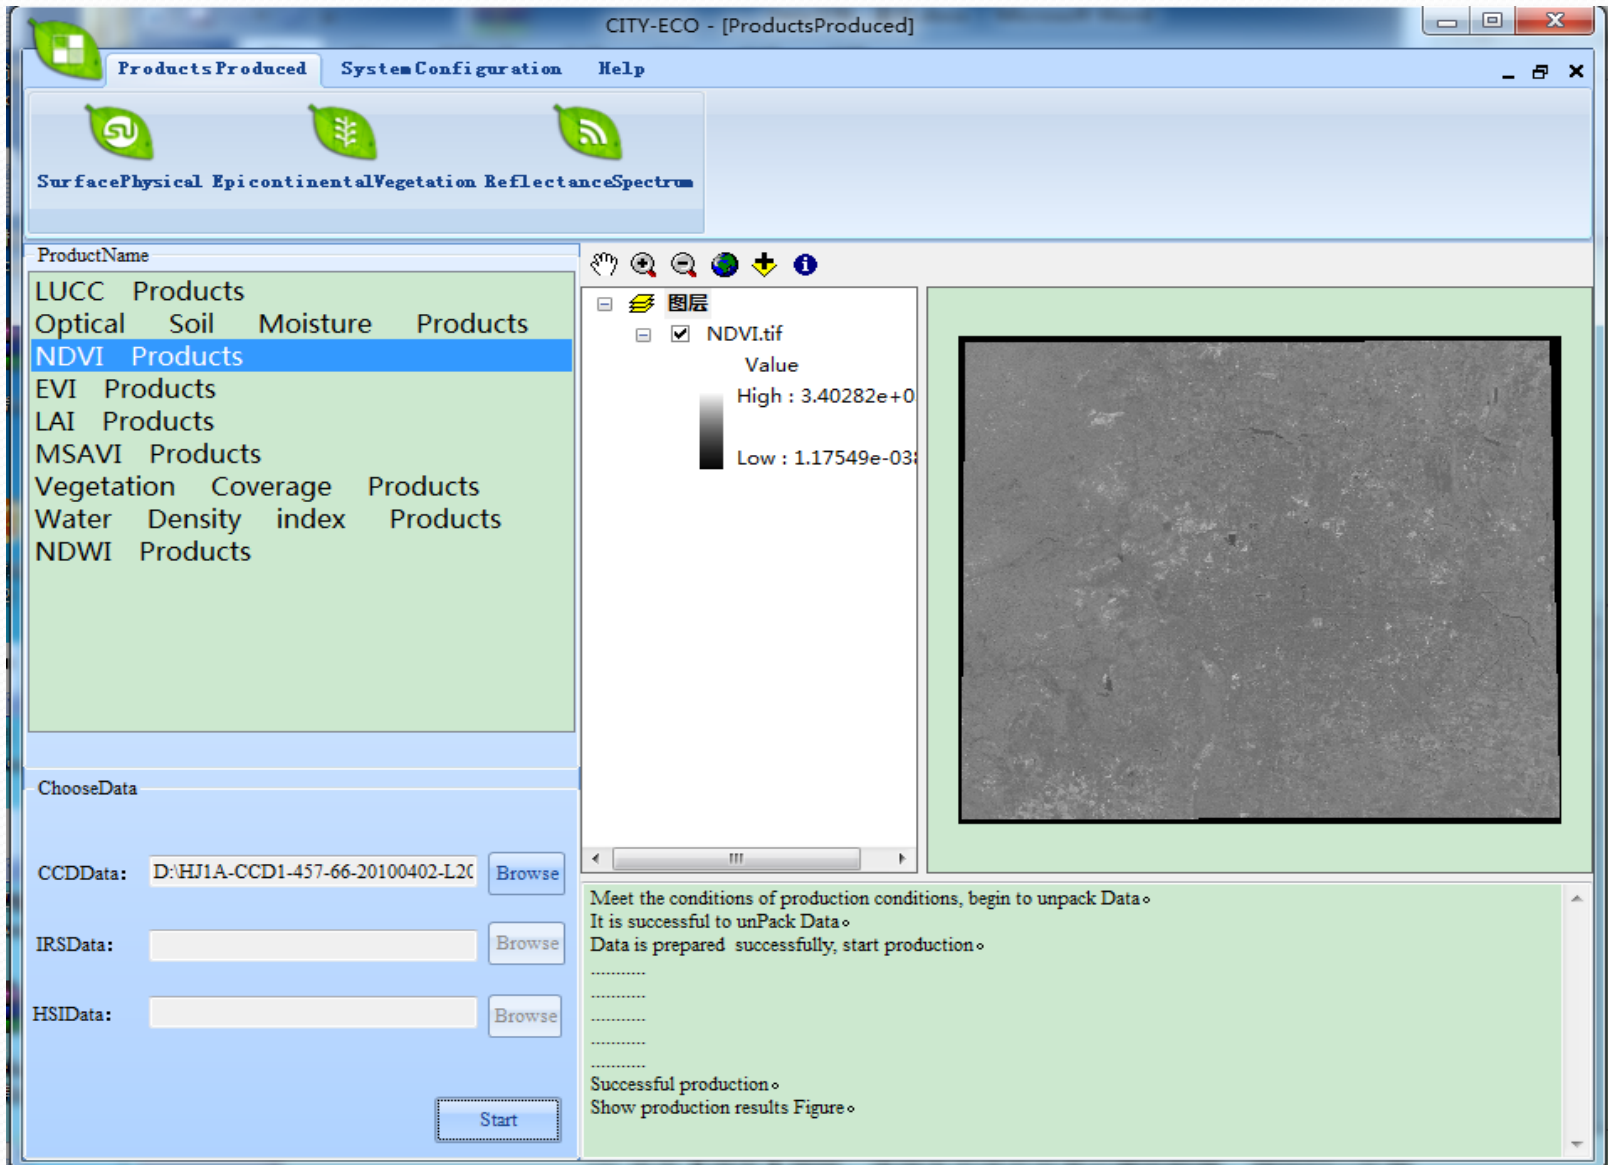 CITY-ECO - [ProductsProduced]
ProductsProduced SystemConfiguration Help
SurfacePhysical EpicontinentalVegetation ReflectanceSpectrum
ProductName
LUCC Products
Optical Soil Moisture Products
NDVI Products
EVI Products
LAI Products
MSAVI Products
Vegetation Coverage Products
Water Density index Products
NDWI Products
图层
NDVI.tif
Value
High : 3.40282e+0
Low : 1.17549e-038
ChooseData
CCDData: D:\HJ1A-CCD1-457-66-20100402-L20 Browse
IRSData: Browse
HSIData: Browse
Start
Meet the conditions of production conditions, begin to unpack Data。
It is successful to unPack Data。
Data is prepared successfully, start production。
...........
...........
...........
...........
...........
Successful production。
Show production results Figure。